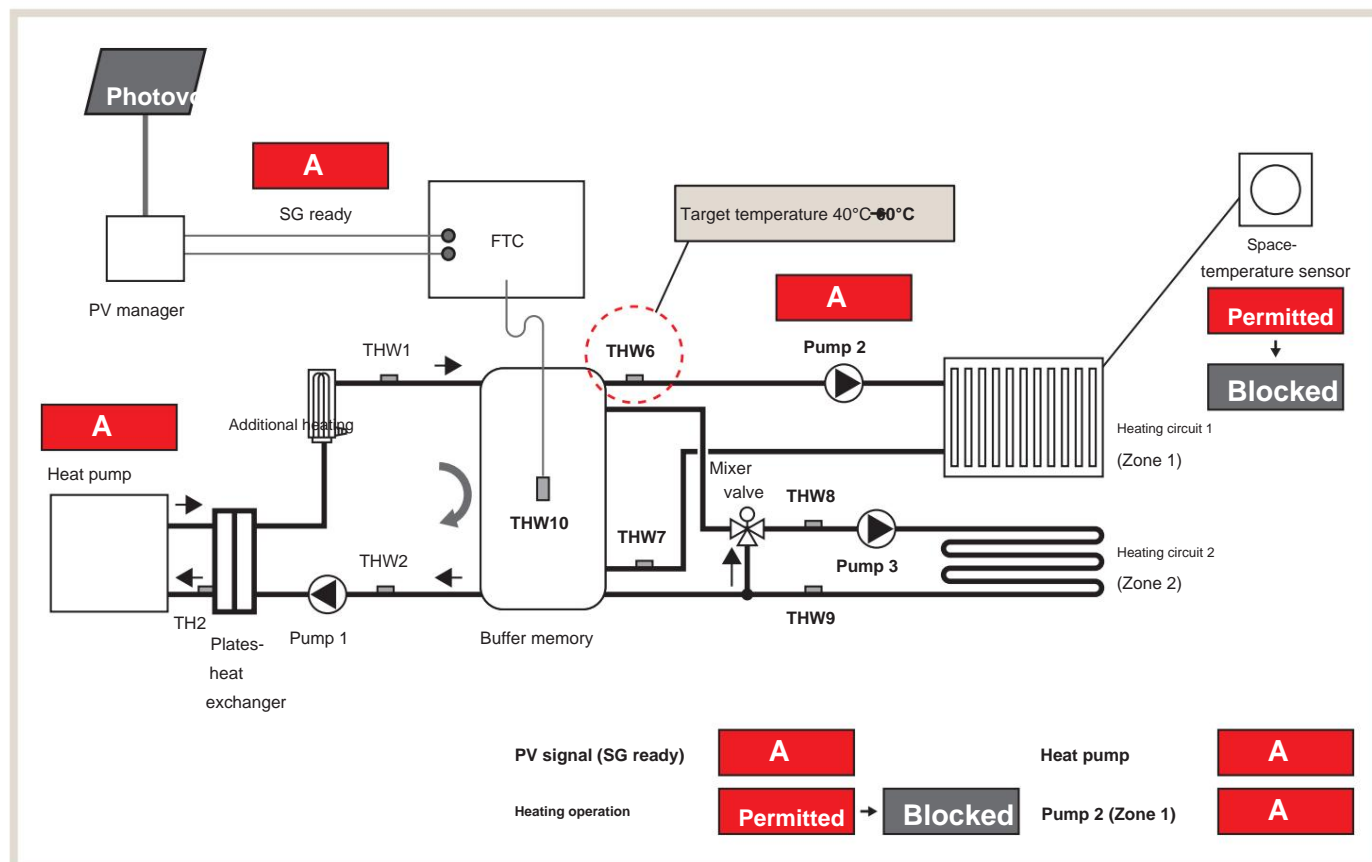 Photovo
A
SG ready
FTC
PV manager
Target temperature 40°C
Space-
temperature sensor
Permitted
Blocked
A
Pump 2
THW1
THW6
Additional heating
A
Heat pump
Heating circuit 1
(Zone 1)
Mixer
valve
THW8
THW10
THW7
Pump 3
Heating circuit 2
(Zone 2)
THW2
TH2
Pump 1
THW9
Plates-
heat
exchanger
Buffer memory
PV signal (SG ready)
A
Heat pump
A
Heating operation
Permitted
Blocked
Pump 2 (Zone 1)
A